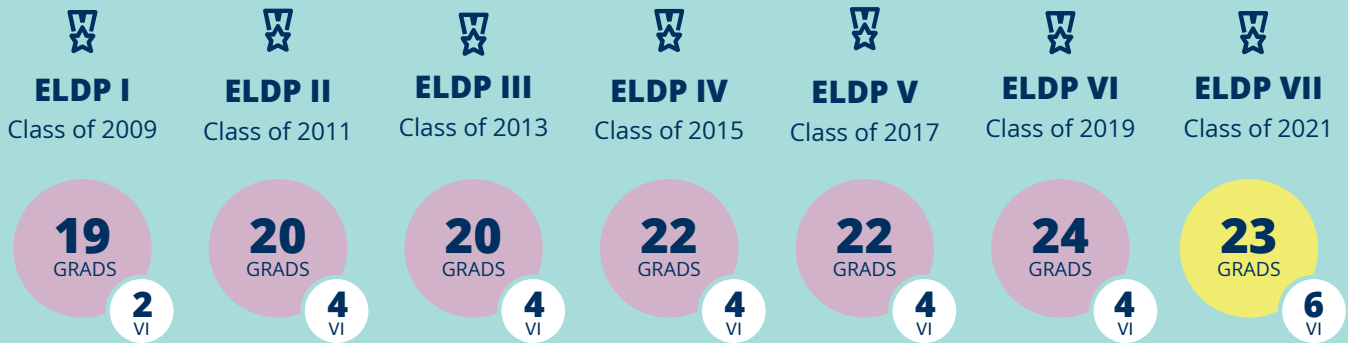 ELDP I
Class of 2009
19
GRADS
2
VI
ELDP II
Class of 2011
20
GRADS
4
VI
ELDP III
Class of 2013
20
GRADS
4
VI
ELDP IV
Class of 2015
22
GRADS
4
VI
ELDP V
Class of 2017
22
GRADS
4
VI
ELDP VI
Class of 2019
24
GRADS
4
VI
ELDP VII
Class of 2021
23
GRADS
6
VI